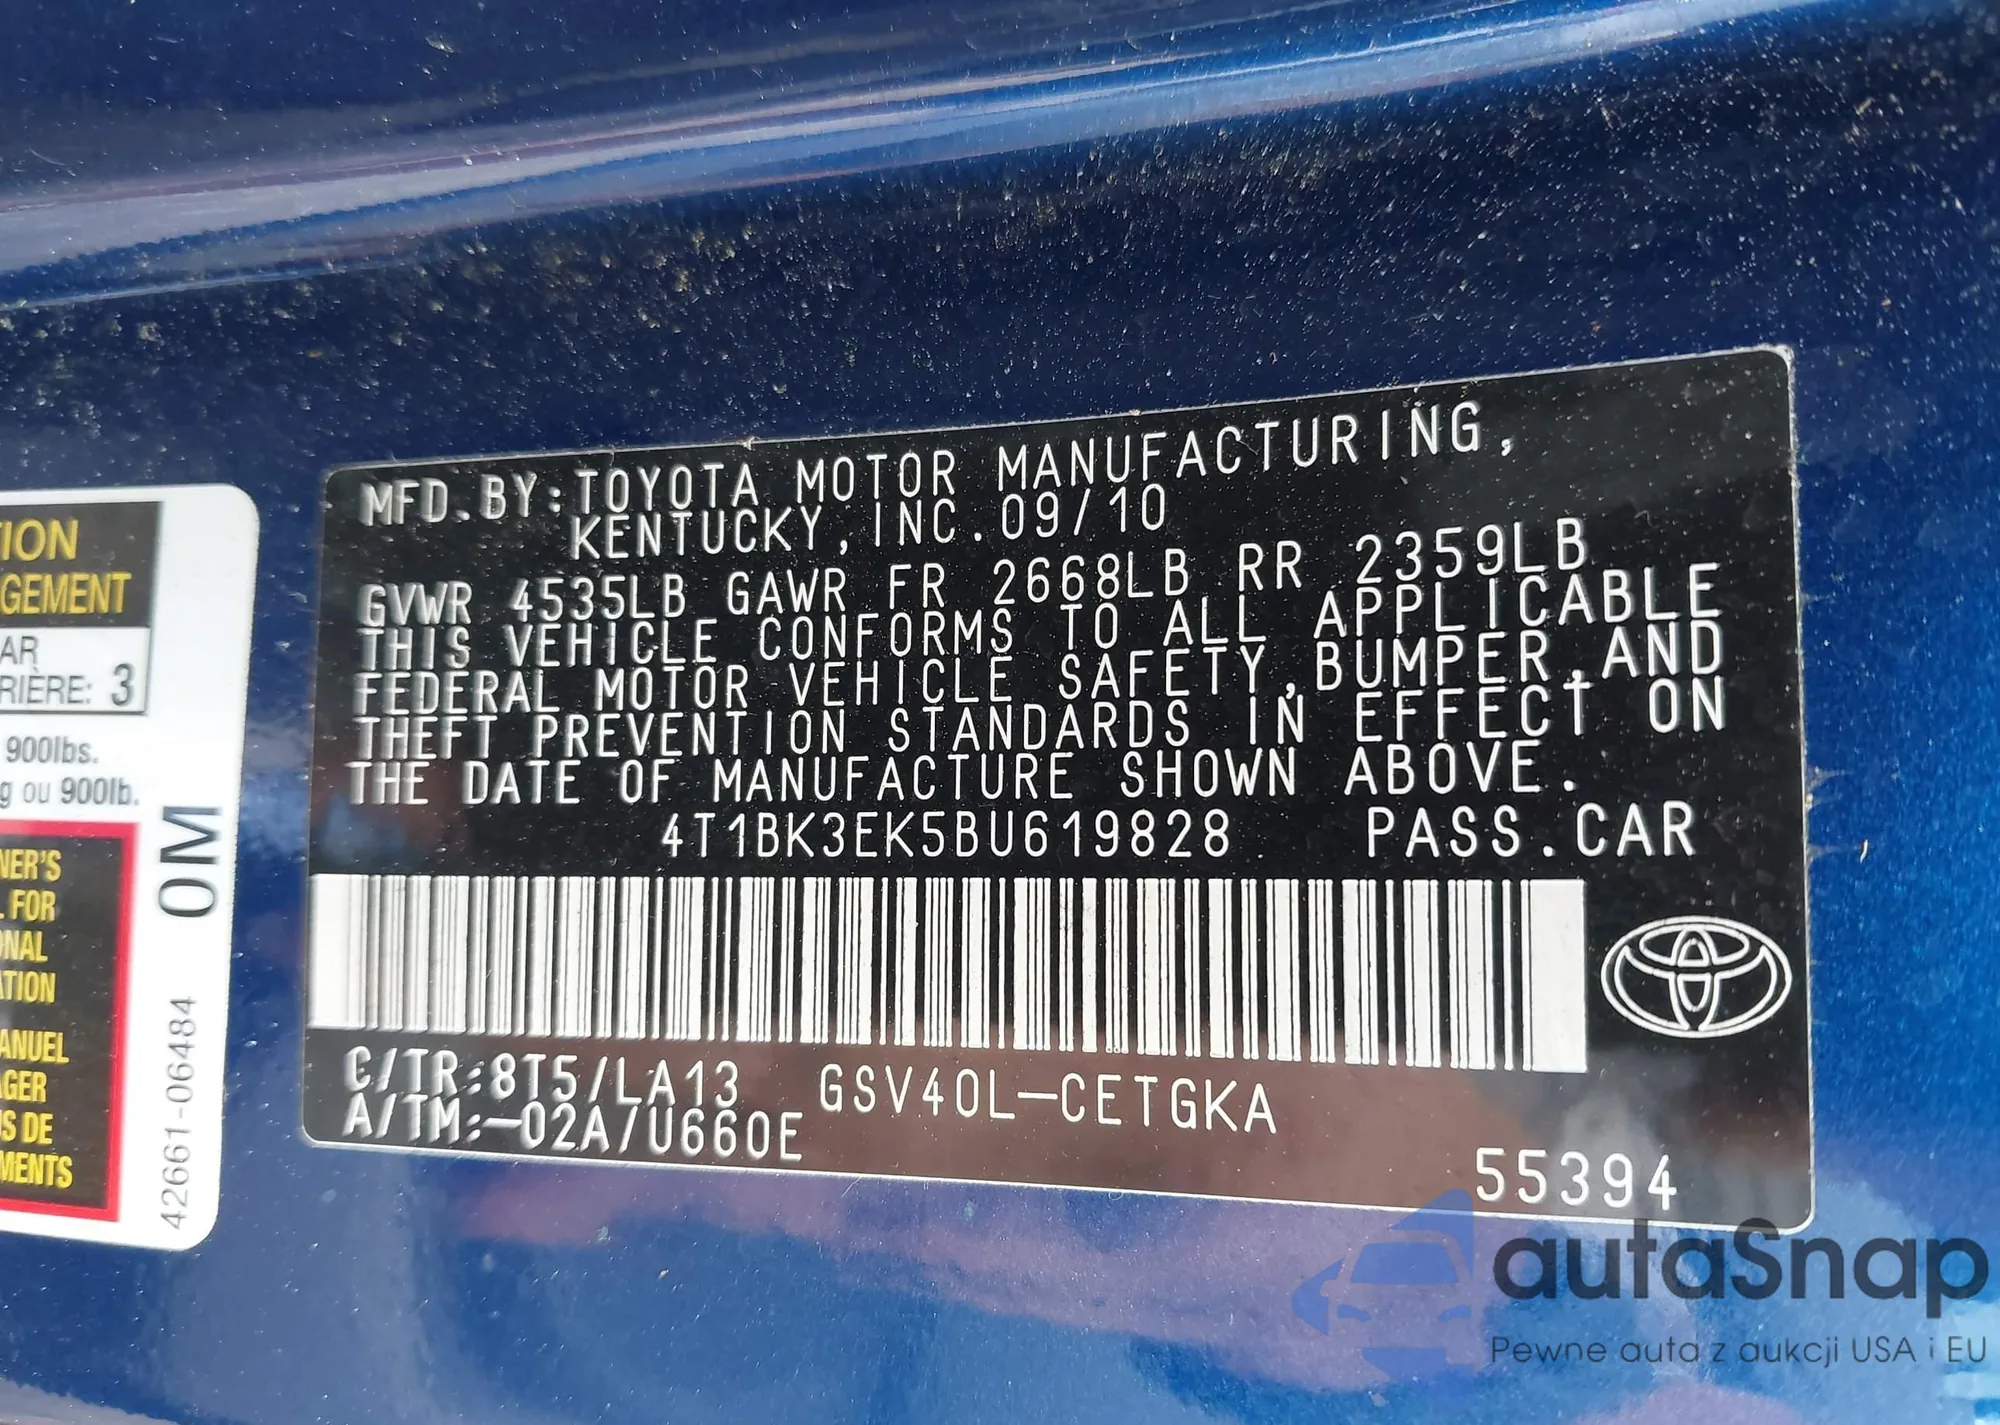 MFD.BY:TOYOTA MOTOR MANUFACTURING,
KENTUCKY,INC.09/10
GVWR 4535LB GAWR FR 2668LB RR 2359LB
THIS VEHICLE CONFORMS TO ALL APPLICABLE
FEDERAL MOTOR VEHICLE SAFETY,BUMPER,AND
THEFT PREVENTION STANDARDS IN EFFECT ON
THE DATE OF MANUFACTURE SHOWN ABOVE.
4T1BK3EK5BU619828 PASS.CAR
C/TR:8T5/LA13 GSV40L-CETGKA
A/TM:-02A/U660E
55394
TION
GEMENT
AR
RIÈRE: 3
900lbs.
g ou 900lb.
NER'S
FOR
ONAL
ATION
ANUEL
AGER
S DE
MENTS
0M
42661-06484
autaSnap
Pewne auta z aukcji USA i EU